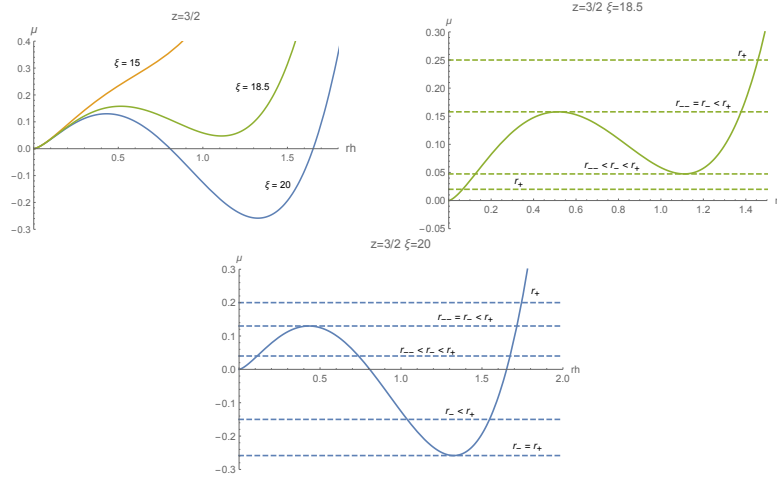 z=3/2
μ
0.4
0.3
0.2
0.1
0.0
−0.1
−0.2
−0.3
0.5
1.0
1.5
rh
ξ = 15
ξ = 18.5
ξ = 20
z=3/2 ξ=18.5
μ
0.30
0.25
0.20
0.15
0.10
0.05
0.00
−0.05
0.2
0.4
0.6
0.8
1.0
1.2
1.4
r₊
r₋₋ = r₋ < r₊
r₋₋ < r₋ < r₊
r₊
z=3/2 ξ=20
μ
0.3
0.2
0.1
0.0
−0.1
−0.2
−0.3
0.5
1.0
1.5
2.0
rh
r₊
r₋₋ = r₋ < r₊
r₋₋ < r₋ < r₊
r₋ < r₊
r₋ = r₊